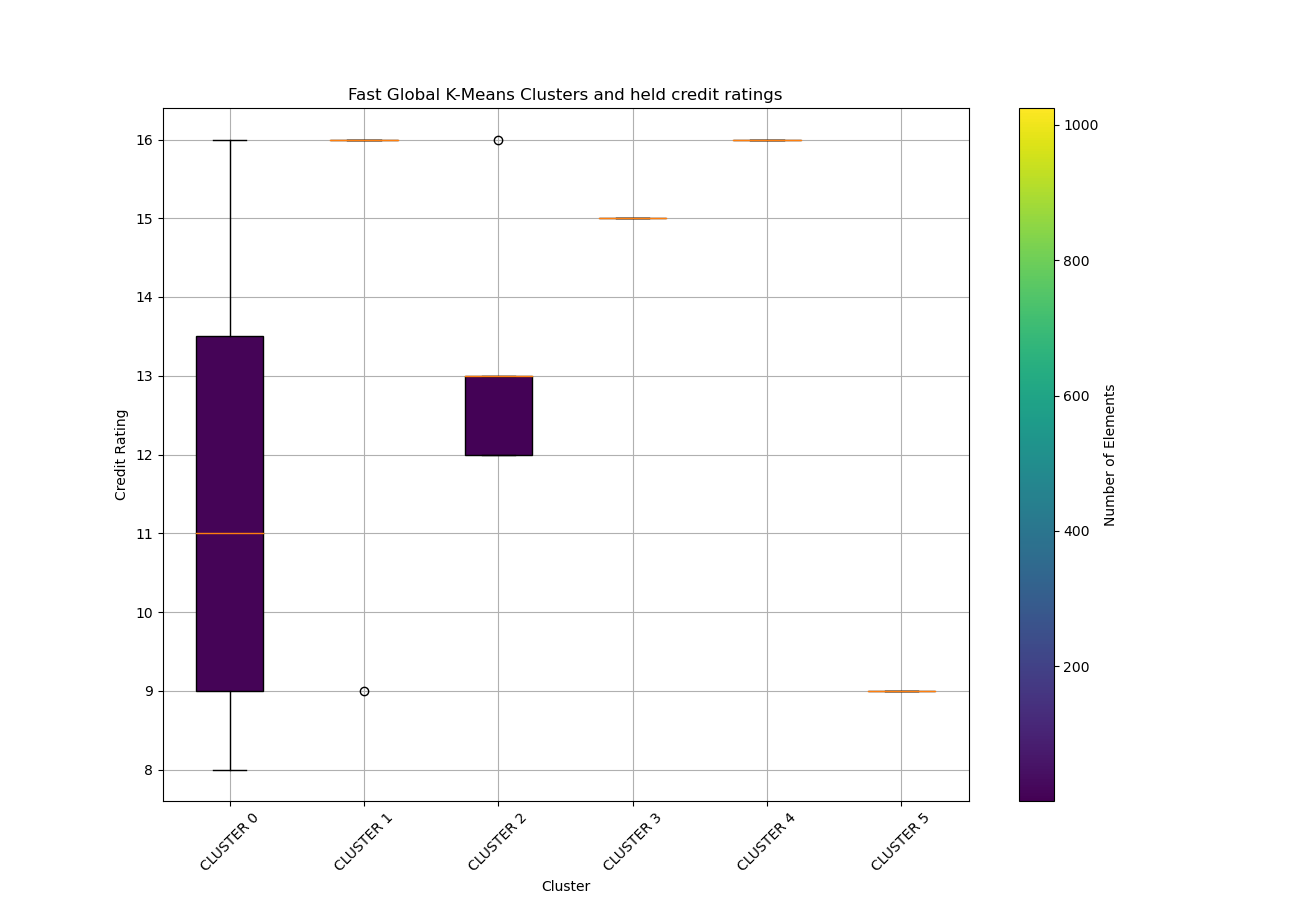 Fast Global K-Means Clusters and held credit ratings
16
15
14
13
12
11
10
9
8
Credit Rating
CLUSTER 0
CLUSTER 1
CLUSTER 2
CLUSTER 3
CLUSTER 4
CLUSTER 5
Cluster
1000
800
600
400
200
Number of Elements